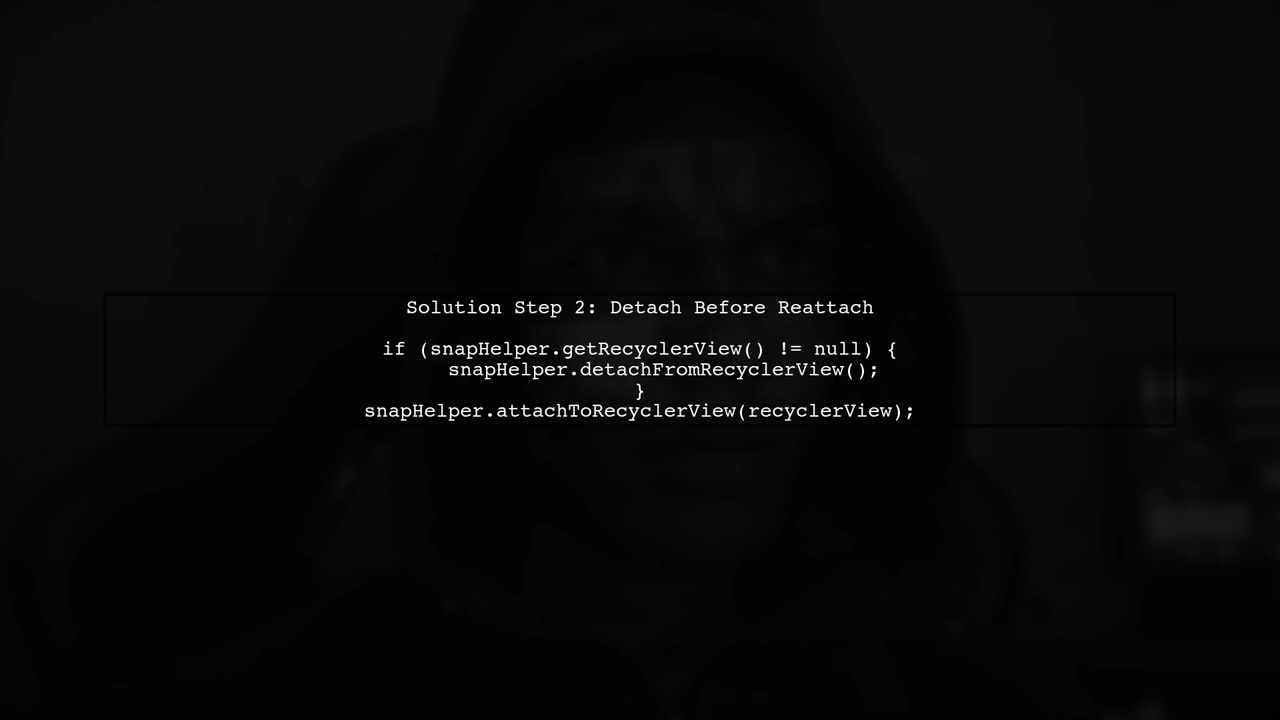 Solution Step 2: Detach Before Reattach
if (snapHelper.getRecyclerView() != null) {
snapHelper.detachFromRecyclerView();
}
snapHelper.attachToRecyclerView(recyclerView);